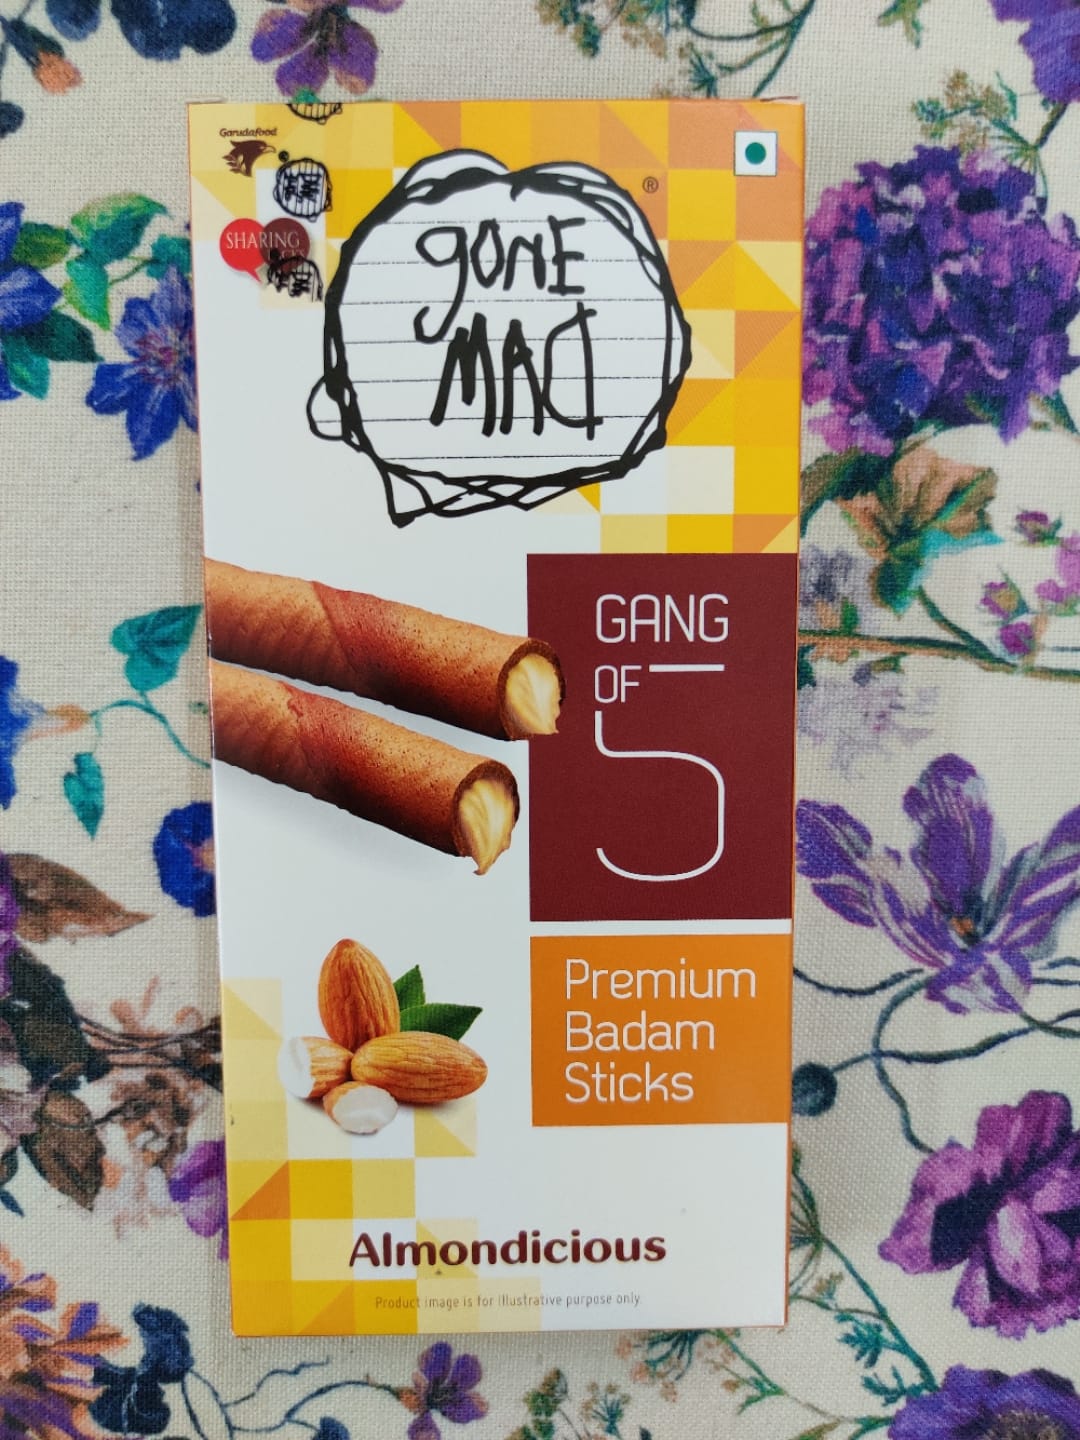 Garudafood
SHARING
gONE
MAD
®
GANG
OF
5
Premium
Badam
Sticks
Almondicious
Product image is for illustrative purpose only.